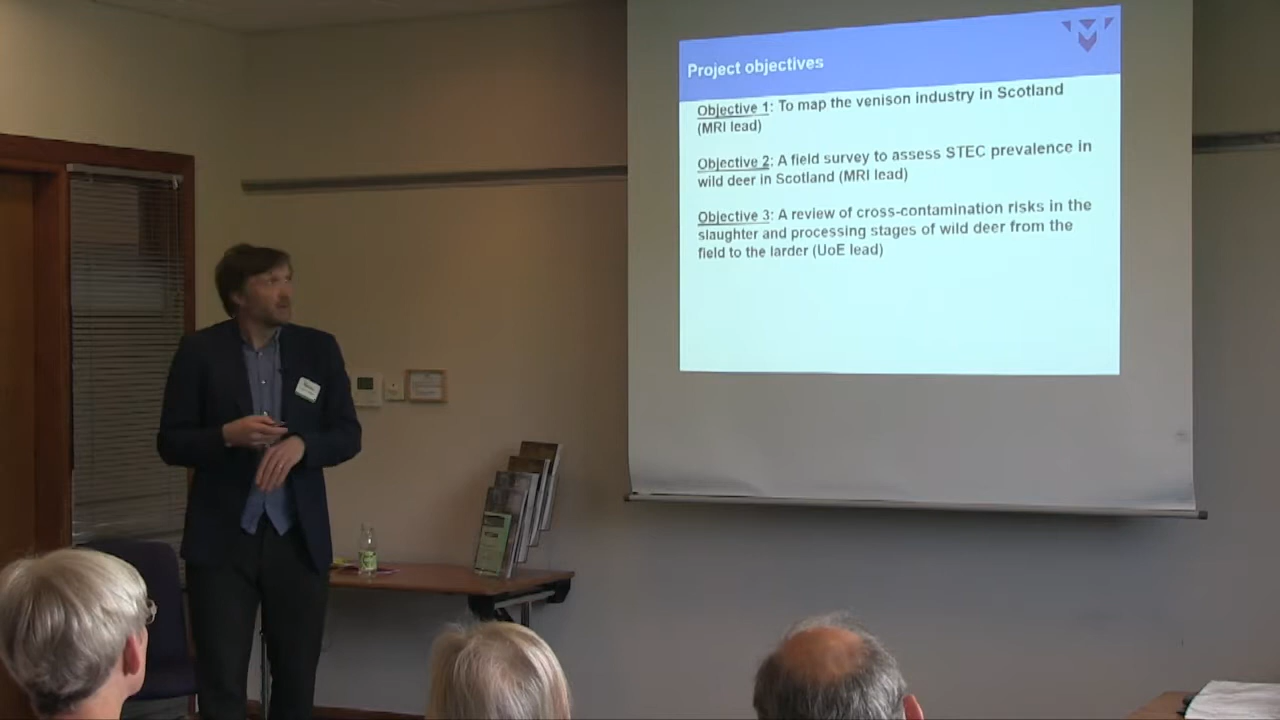 Project objectives
Objective 1: To map the venison industry in Scotland
(MRI lead)
Objective 2: A field survey to assess STEC prevalence in
wild deer in Scotland (MRI lead)
Objective 3: A review of cross-contamination risks in the
slaughter and processing stages of wild deer from the
field to the larder (UoE lead)